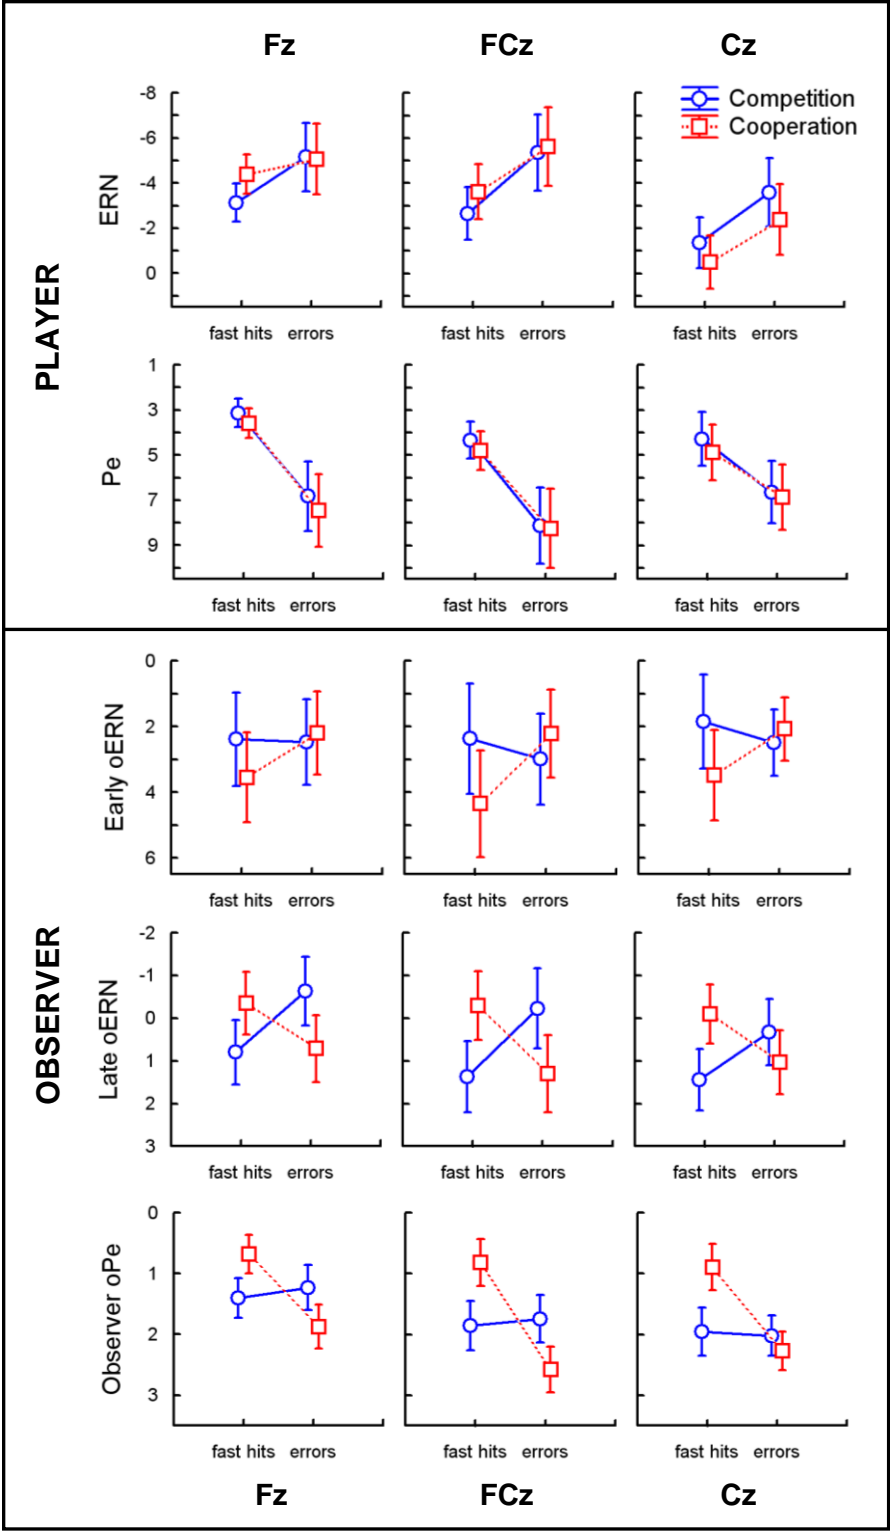 Fz FCz Cz
Competition
Cooperation
PLAYER
ERN
-8
-6
-4
-2
0
fast hits errors fast hits errors fast hits errors
Pe
1
3
5
7
9
fast hits errors fast hits errors fast hits errors
OBSERVER
Early oERN
0
2
4
6
fast hits errors fast hits errors fast hits errors
Late oERN
-2
-1
0
1
2
3
fast hits errors fast hits errors fast hits errors
Observer oPe
0
1
2
3
fast hits errors fast hits errors fast hits errors
Fz FCz Cz